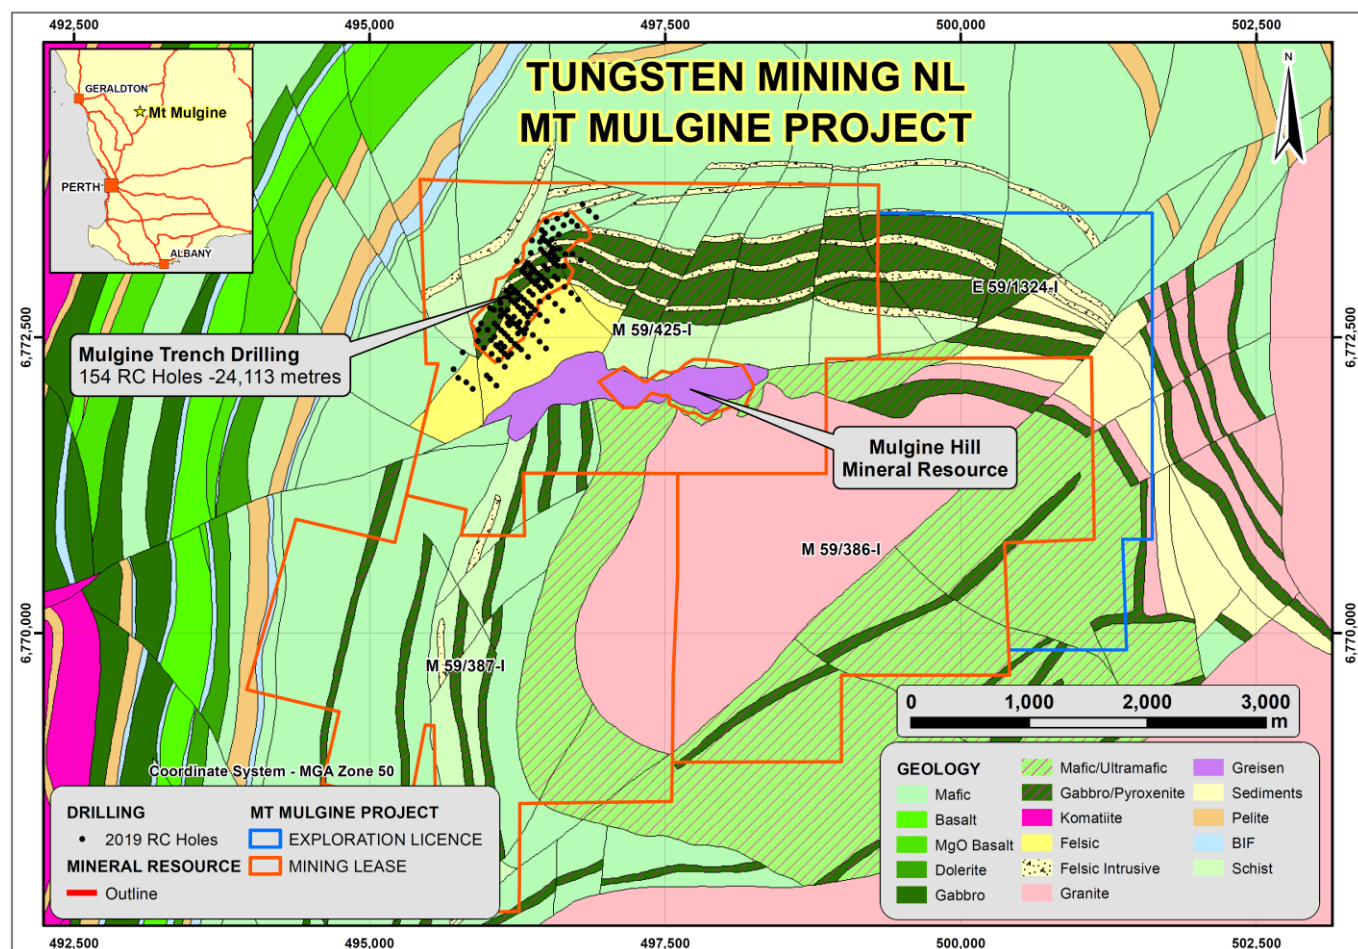 492,500 495,000 497,500 500,000 502,500
TUNGSTEN MINING NL
MT MULGINE PROJECT
N
GERALDTON
Mt Mulgine
PERTH
ALBANY
E 59/1324-I
M 59/425-I
6,772,500
6,772,500
Mulgine Trench Drilling
154 RC Holes -24,113 metres
Mulgine Hill
Mineral Resource
M 59/386-I
6,770,000
6,770,000
M 59/387-I
0 1,000 2,000 3,000
m
Coordinate System - MGA Zone 50
DRILLING
2019 RC Holes
MINERAL RESOURCE
Outline
MT MULGINE PROJECT
EXPLORATION LICENCE
MINING LEASE
GEOLOGY
Mafic
Basalt
MgO Basalt
Dolerite
Gabbro
Mafic/Ultramafic
Gabbro/Pyroxenite
Komatiite
Felsic
Felsic Intrusive
Granite
Greisen
Sediments
Pelite
BIF
Schist
492,500 495,000 497,500 500,000 502,500